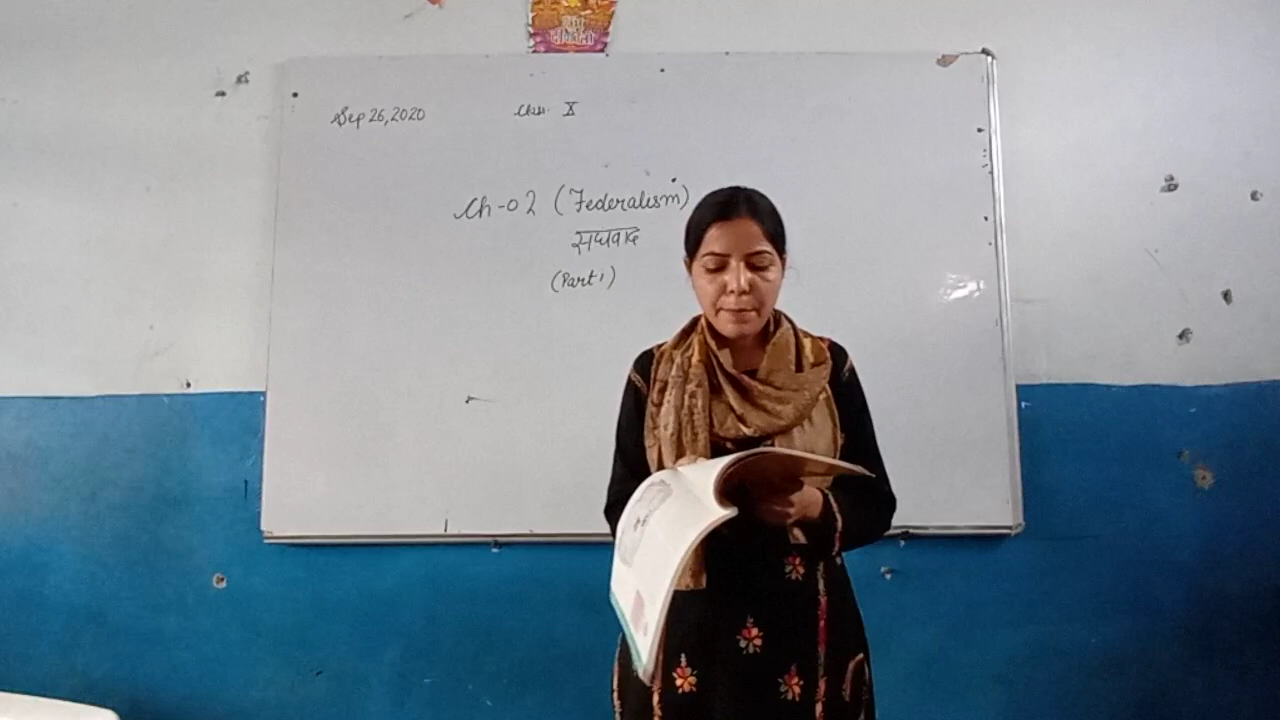 Sep 26, 2020
Class- X
Ch-02 (Federalism)
संघवाद
(Part 1)